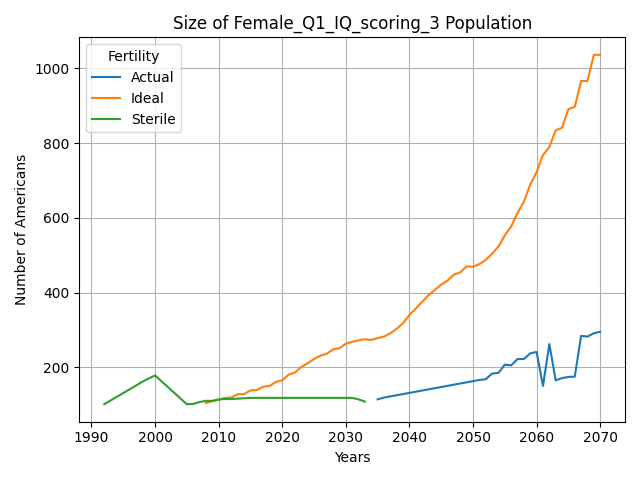 Size of Female_Q1_IQ_scoring_3 Population
Fertility
Actual
Ideal
Sterile
Number of Americans
1000
800
600
400
200
1990 2000 2010 2020 2030 2040 2050 2060 2070
Years